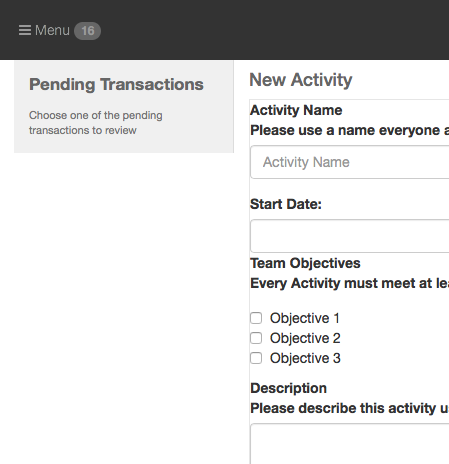 Menu 16
Pending Transactions
Choose one of the pending
transactions to review
New Activity
Activity Name
Please use a name everyone
Activity Name
Start Date:
Team Objectives
Every Activity must meet at
Objective 1
Objective 2
Objective 3
Description
Please describe this activity